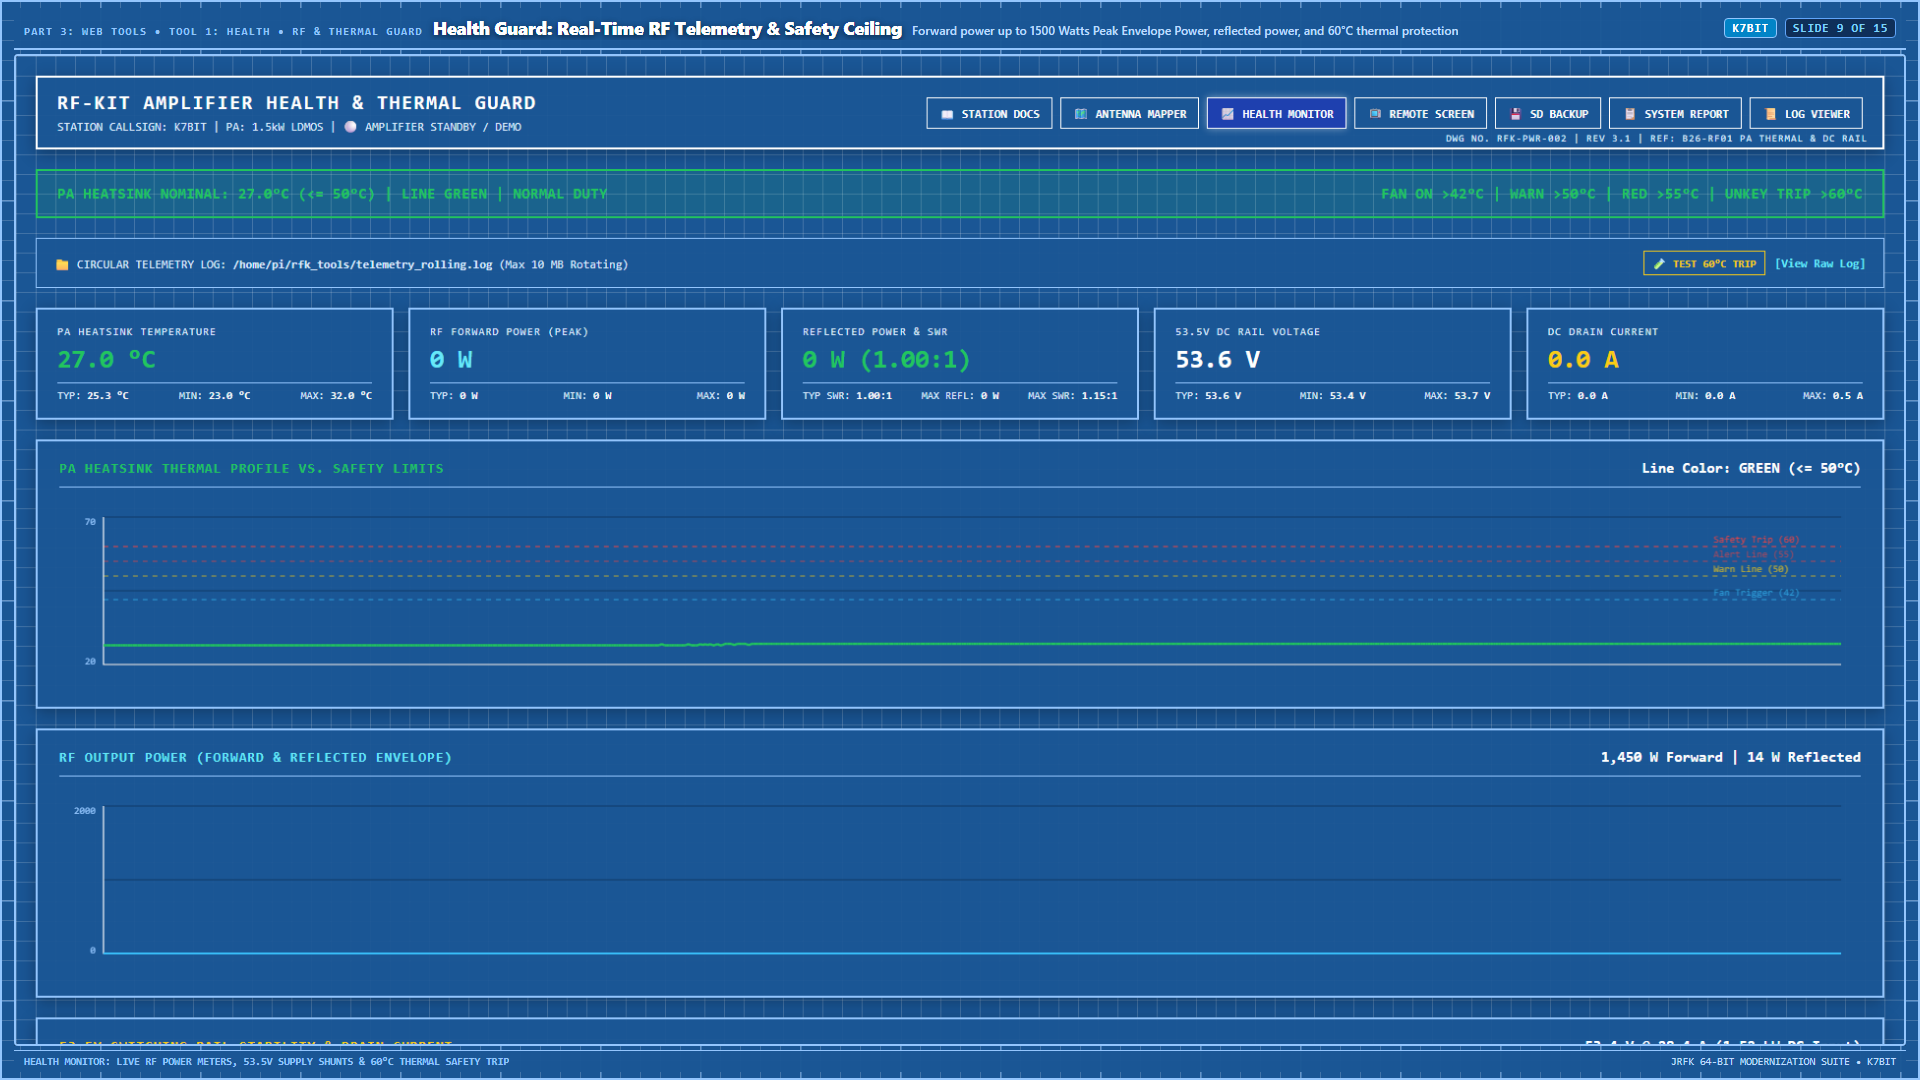 PART 3: WEB TOOLS • TOOL 1: HEALTH • RF & THERMAL GUARD Health Guard: Real-Time RF Telemetry & Safety Ceiling Forward power up to 1500 Watts Peak Envelope Power, reflected power, and 60°C thermal protection K7BIT SLIDE 9 OF 15
RF-KIT AMPLIFIER HEALTH & THERMAL GUARD
STATION CALLSIGN: K7BIT | PA: 1.5kW LDMOS | AMPLIFIER STANDBY / DEMO
STATION DOCS ANTENNA MAPPER HEALTH MONITOR REMOTE SCREEN SD BACKUP SYSTEM REPORT LOG VIEWER
DWG NO. RFK-PWR-002 | REV 3.1 | REF: B26-RF01 PA THERMAL & DC RAIL
PA HEATSINK NOMINAL: 27.0°C (<= 50°C) | LINE GREEN | NORMAL DUTY FAN ON >42°C | WARN >50°C | RED >55°C | UNKEY TRIP >60°C
CIRCULAR TELEMETRY LOG: /home/pi/rfk_tools/telemetry_rolling.log (Max 10 MB Rotating) TEST 60°C TRIP [View Raw Log]
PA HEATSINK TEMPERATURE
27.0 °C
TYP: 25.3 °C MIN: 23.0 °C MAX: 32.0 °C
RF FORWARD POWER (PEAK)
0 W
TYP: 0 W MIN: 0 W MAX: 0 W
REFLECTED POWER & SWR
0 W (1.00:1)
TYP SWR: 1.00:1 MAX REFL: 0 W MAX SWR: 1.15:1
53.5V DC RAIL VOLTAGE
53.6 V
TYP: 53.6 V MIN: 53.4 V MAX: 53.7 V
DC DRAIN CURRENT
0.0 A
TYP: 0.0 A MIN: 0.0 A MAX: 0.5 A
PA HEATSINK THERMAL PROFILE VS. SAFETY LIMITS Line Color: GREEN (<= 50°C)
70
Safety Trip (60)
Alert Line (55)
Warn Line (50)
Fan Trigger (42)
20
RF OUTPUT POWER (FORWARD & REFLECTED ENVELOPE) 1,450 W Forward | 14 W Reflected
2000
0
HEALTH MONITOR: LIVE RF POWER METERS, 53.5V SUPPLY SHUNTS & 60°C THERMAL SAFETY TRIP JRFK 64-BIT MODERNIZATION SUITE • K7BIT